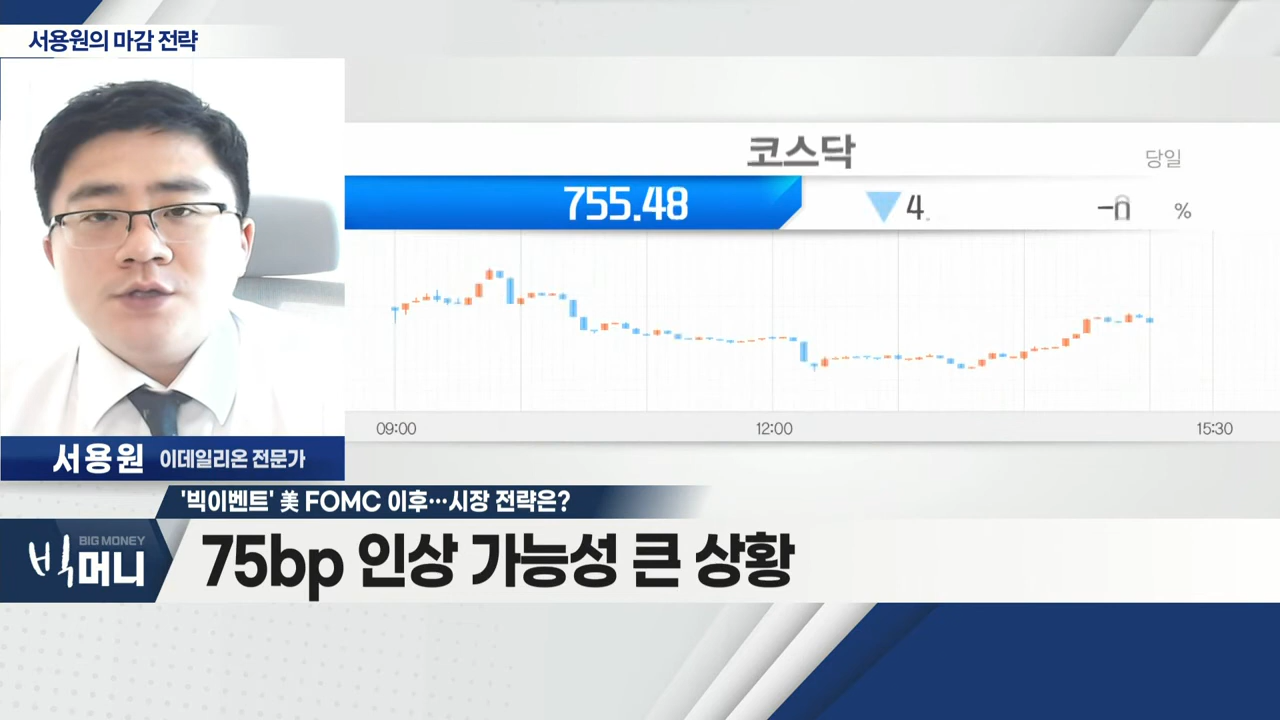 서용원의 마감 전략
코스닥
당일
755.48 ▼ 4. %
09:00 12:00 15:30
서용원 이데일리온 전문가
'빅이벤트' 美 FOMC 이후…시장 전략은?
BIG MONEY
빅머니
75bp 인상 가능성 큰 상황